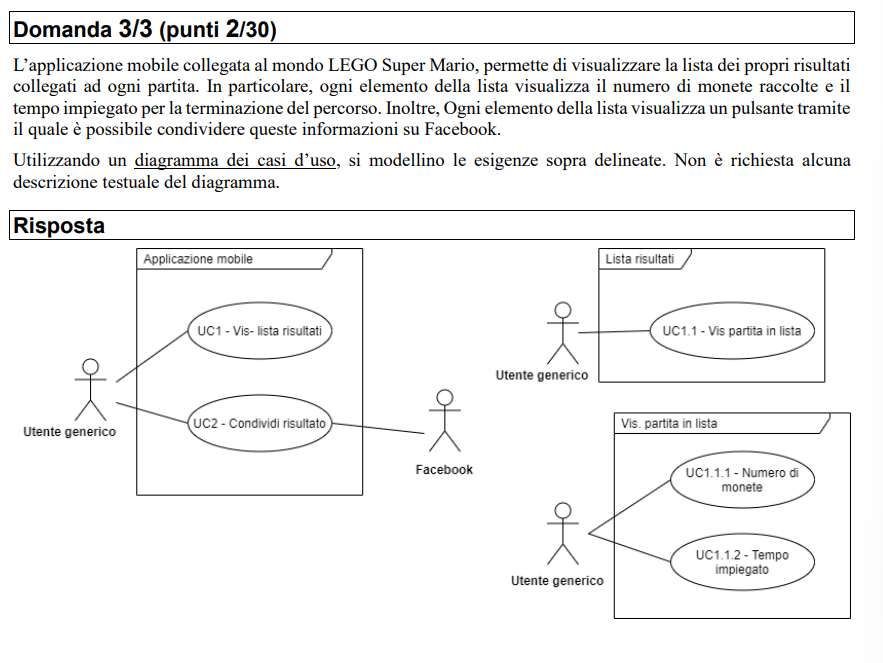 Domanda 3/3 (punti 2/30)
L'applicazione mobile collegata al mondo LEGO Super Mario, permette di visualizzare la lista dei propri risultati
collegati ad ogni partita. In particolare, ogni elemento della lista visualizza il numero di monete raccolte e il
tempo impiegato per la terminazione del percorso. Inoltre, Ogni elemento della lista visualizza un pulsante tramite
il quale è possibile condividere queste informazioni su Facebook.
Utilizzando un diagramma dei casi d'uso, si modellino le esigenze sopra delineate. Non è richiesta alcuna
descrizione testuale del diagramma.
Risposta
Applicazione mobile
UC1 - Vis- lista risultati
UC2 - Condividi risultato
Utente generico
Facebook
Lista risultati
UC1.1 - Vis partita in lista
Utente generico
Vis. partita in lista
UC1.1.1 - Numero di
monete
UC1.1.2 - Tempo
impiegato
Utente generico